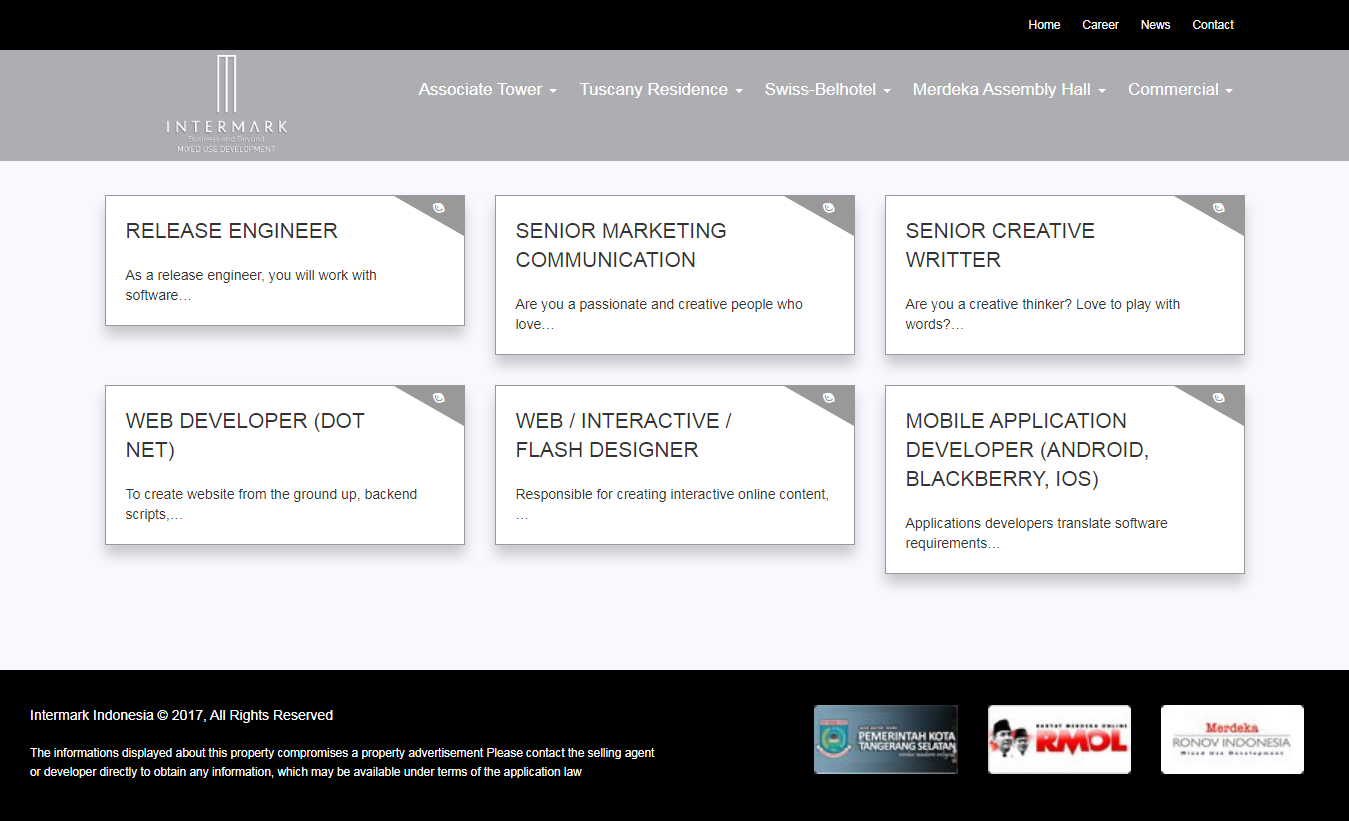 Home Career News Contact
INTERMARK
Business and Beyond
MIXED USE DEVELOPMENT
Associate Tower Tuscany Residence Swiss-Belhotel Merdeka Assembly Hall Commercial
RELEASE ENGINEER
As a release engineer, you will work with
software…
SENIOR MARKETING
COMMUNICATION
Are you a passionate and creative people who
love…
SENIOR CREATIVE
WRITTER
Are you a creative thinker? Love to play with
words?…
WEB DEVELOPER (DOT
NET)
To create website from the ground up, backend
scripts,…
WEB / INTERACTIVE /
FLASH DESIGNER
Responsible for creating interactive online content,
…
MOBILE APPLICATION
DEVELOPER (ANDROID,
BLACKBERRY, IOS)
Applications developers translate software
requirements…
Intermark Indonesia © 2017, All Rights Reserved
The informations displayed about this property compromises a property advertisement Please contact the selling agent
or developer directly to obtain any information, which may be available under terms of the application law
PEMERINTAH KOTA
TANGERANG SELATAN
RAKYAT MERDEKA ONLINE
RMOL
Merdeka
RONOV INDONESIA
Mixed Use Development